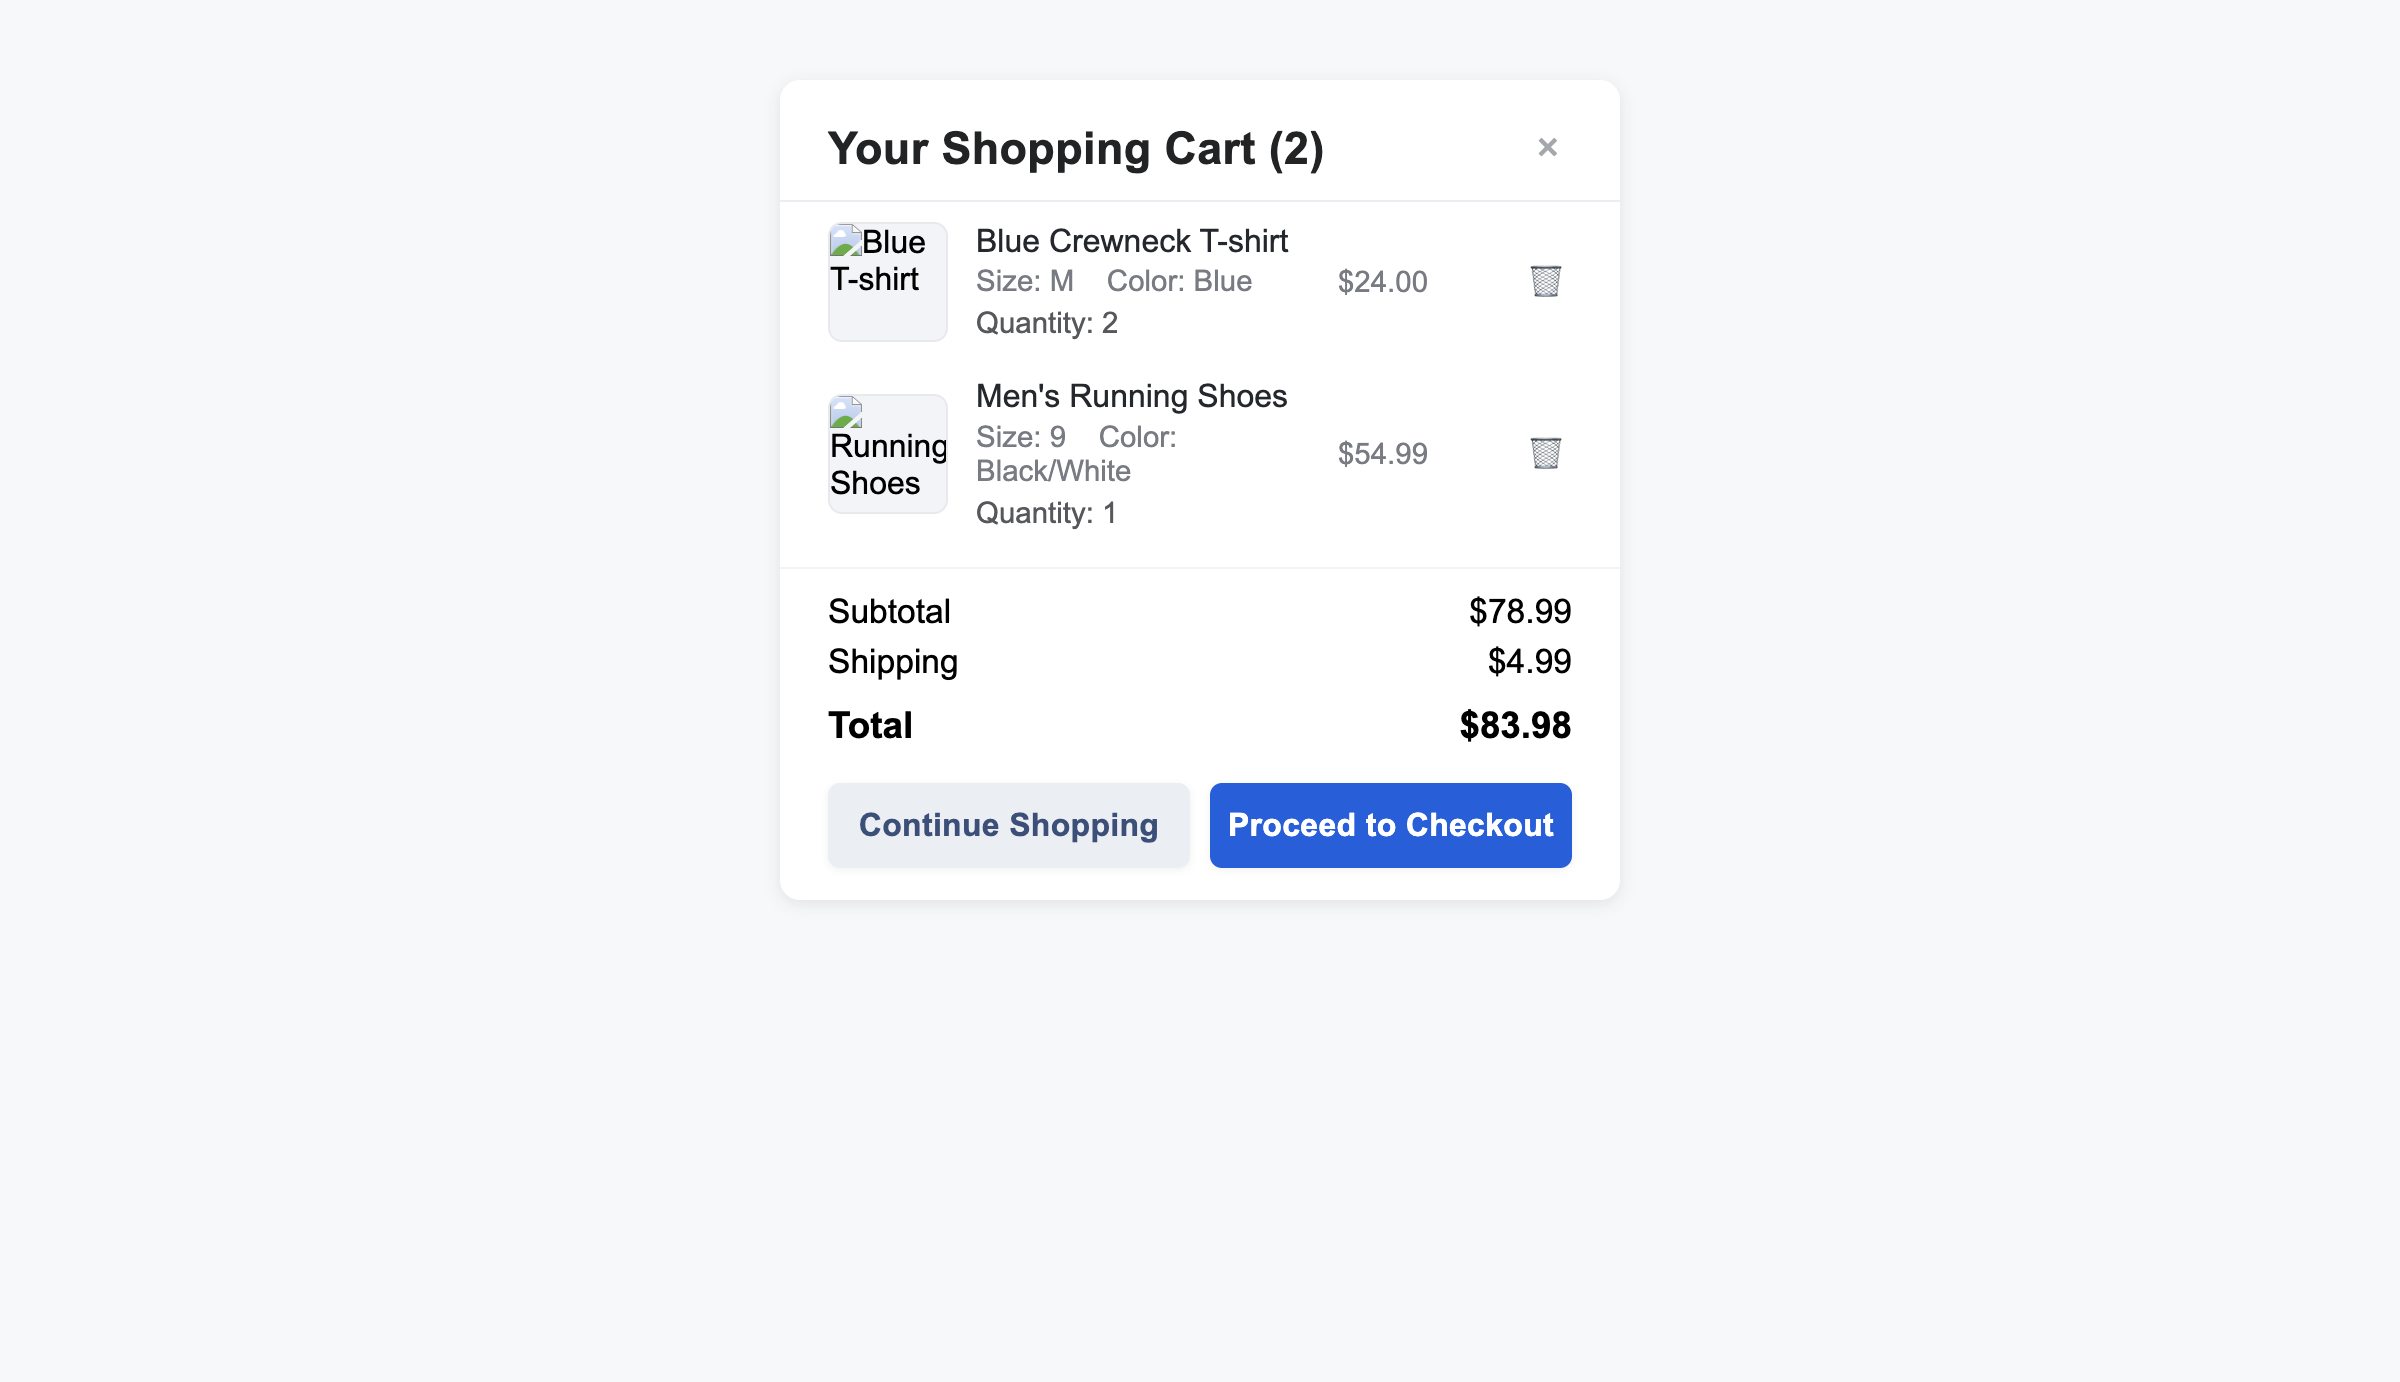 Your Shopping Cart (2)
×
Blue
T-shirt
Blue Crewneck T-shirt
Size: M Color: Blue
Quantity: 2
$24.00
Running
Shoes
Men's Running Shoes
Size: 9 Color:
Black/White
Quantity: 1
$54.99
Subtotal $78.99
Shipping $4.99
Total $83.98
Continue Shopping
Proceed to Checkout